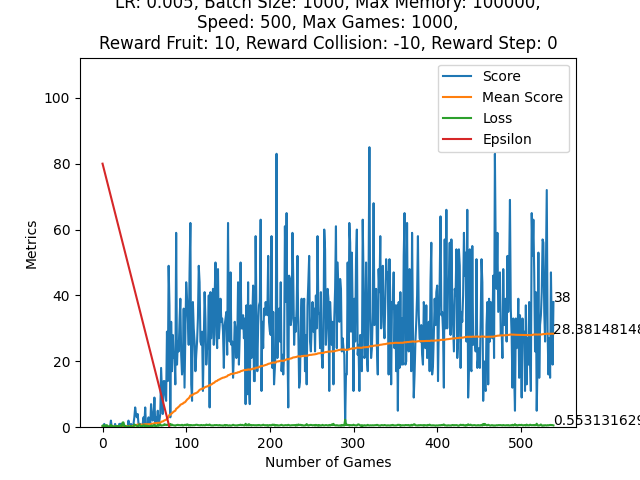 LR: 0.005, Batch Size: 1000, Max Memory: 100000,
Speed: 500, Max Games: 1000,
Reward Fruit: 10, Reward Collision: -10, Reward Step: 0
Score
Mean Score
Loss
Epsilon
Metrics
100
80
60
40
20
0
0
100
200
300
400
500
Number of Games
38
28.38148148
0.553131629